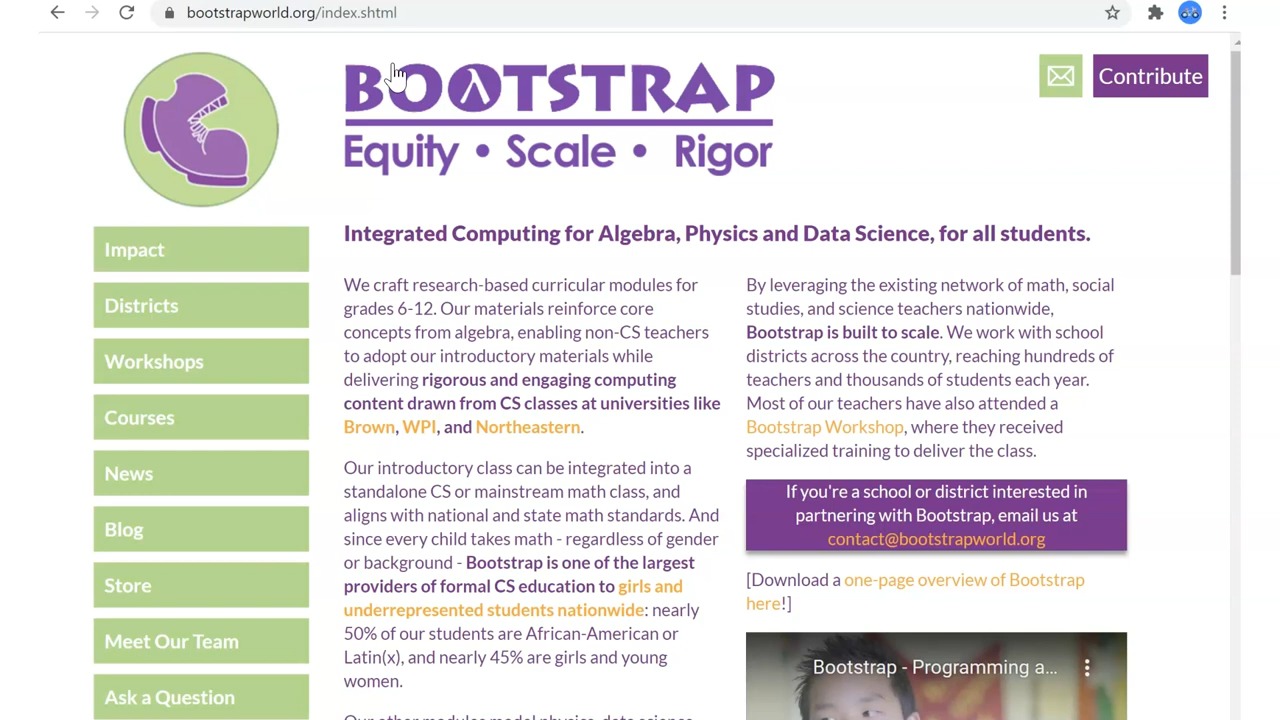 bootstrapworld.org/index.shtml
BOOTSTRAP
Equity • Scale • Rigor
Contribute
Impact
Districts
Workshops
Courses
News
Blog
Store
Meet Our Team
Ask a Question
Integrated Computing for Algebra, Physics and Data Science, for all students.
We craft research-based curricular modules for
grades 6-12. Our materials reinforce core
concepts from algebra, enabling non-CS teachers
to adopt our introductory materials while
delivering rigorous and engaging computing
content drawn from CS classes at universities like
Brown, WPI, and Northeastern.
Our introductory class can be integrated into a
standalone CS or mainstream math class, and
aligns with national and state math standards. And
since every child takes math - regardless of gender
or background - Bootstrap is one of the largest
providers of formal CS education to girls and
underrepresented students nationwide: nearly
50% of our students are African-American or
Latin(x), and nearly 45% are girls and young
women.
Our other modules model physics, data science
By leveraging the existing network of math, social
studies, and science teachers nationwide,
Bootstrap is built to scale. We work with school
districts across the country, reaching hundreds of
teachers and thousands of students each year.
Most of our teachers have also attended a
Bootstrap Workshop, where they received
specialized training to deliver the class.
If you're a school or district interested in
partnering with Bootstrap, email us at
contact@bootstrapworld.org
[Download a one-page overview of Bootstrap
here!]
Bootstrap - Programming a...